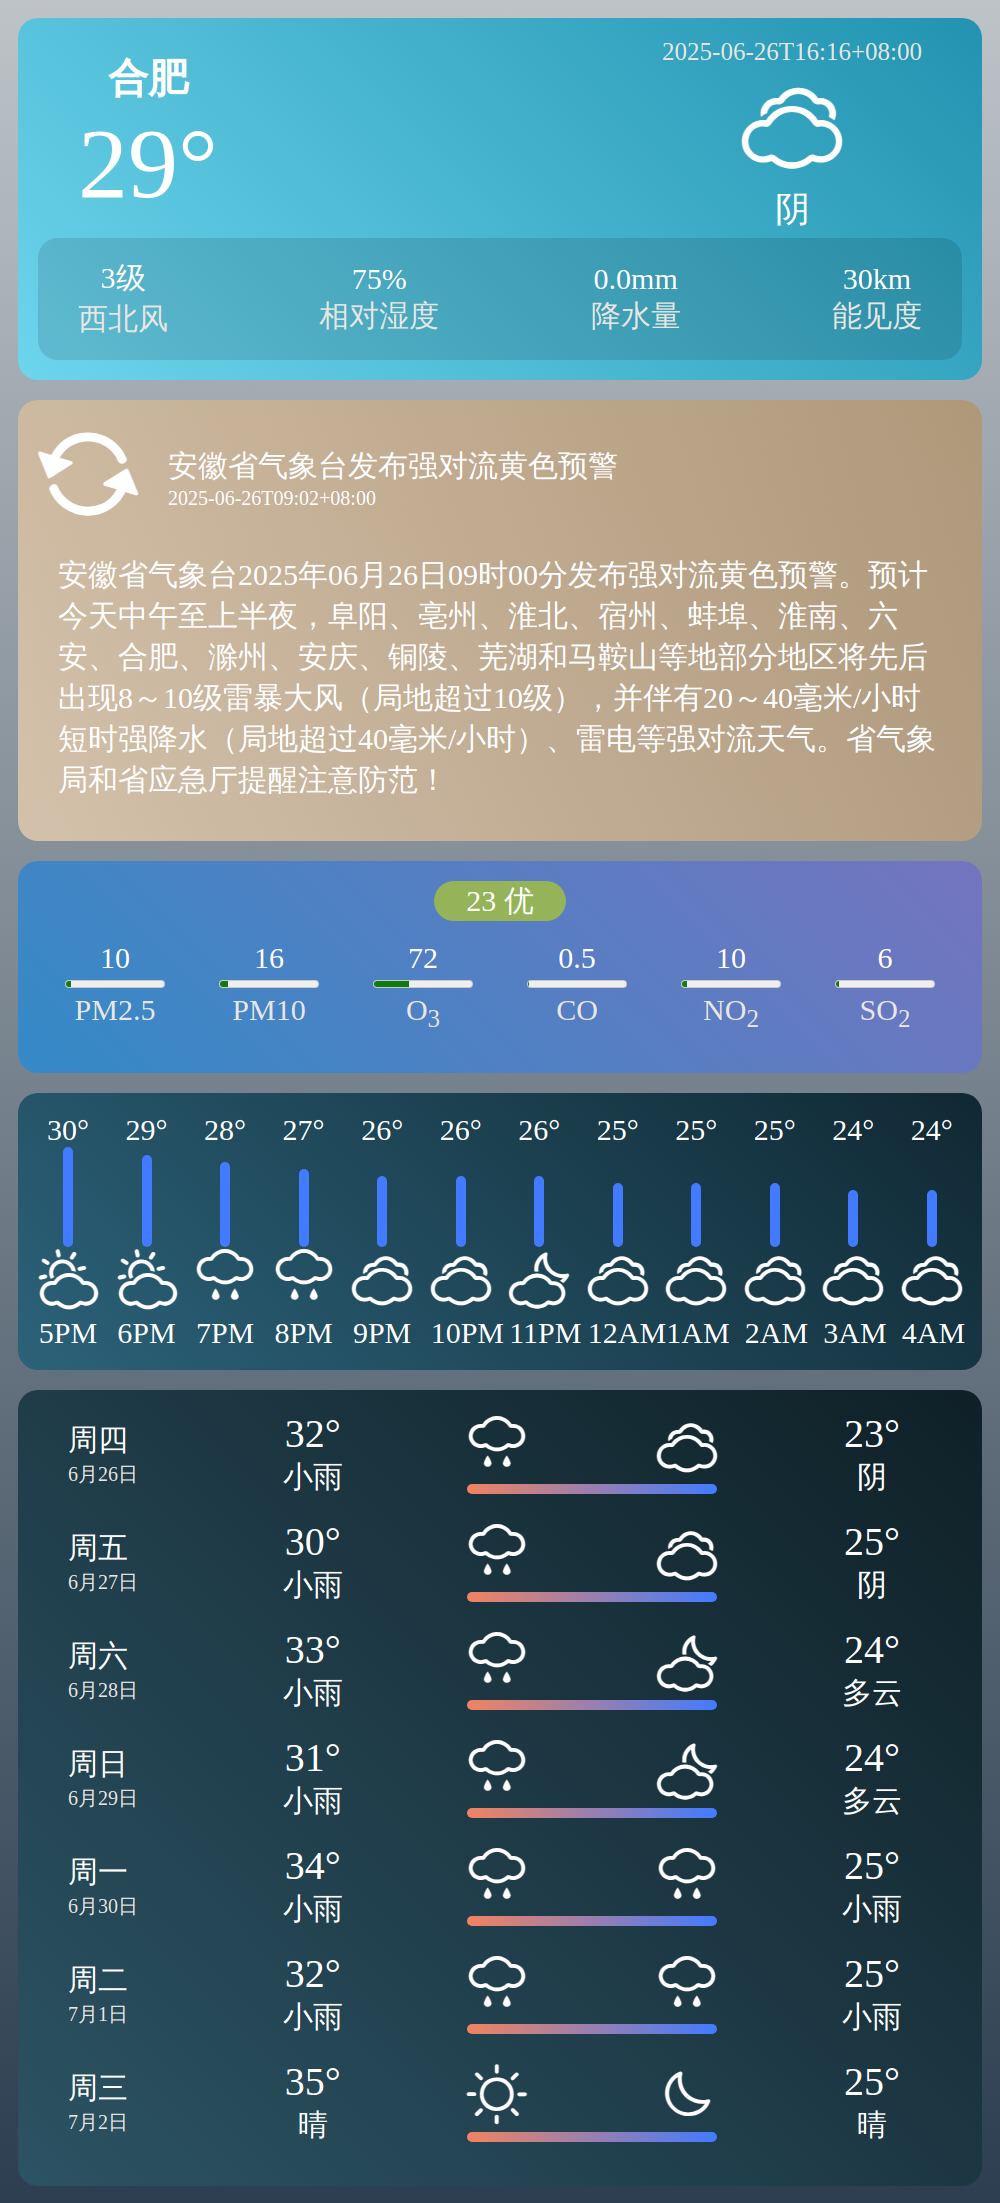 合肥
29°
2025-06-26T16:16+08:00
阴
3级 75% 0.0mm 30km
西北风 相对湿度 降水量 能见度
安徽省气象台发布强对流黄色预警
2025-06-26T09:02+08:00
安徽省气象台2025年06月26日09时00分发布强对流黄色预警。预计
今天中午至上半夜，阜阳、亳州、淮北、宿州、蚌埠、淮南、六
安、合肥、滁州、安庆、铜陵、芜湖和马鞍山等地部分地区将先后
出现8～10级雷暴大风（局地超过10级），并伴有20～40毫米/小时
短时强降水（局地超过40毫米/小时）、雷电等强对流天气。省气象
局和省应急厅提醒注意防范！
23 优
10 16 72 0.5 10 6
PM2.5 PM10 O3 CO NO2 SO2
30° 29° 28° 27° 26° 26° 26° 25° 25° 25° 24° 24°
5PM 6PM 7PM 8PM 9PM 10PM 11PM 12AM 1AM 2AM 3AM 4AM
周四 32° 23°
6月26日 小雨 阴
周五 30° 25°
6月27日 小雨 阴
周六 33° 24°
6月28日 小雨 多云
周日 31° 24°
6月29日 小雨 多云
周一 34° 25°
6月30日 小雨 小雨
周二 32° 25°
7月1日 小雨 小雨
周三 35° 25°
7月2日 晴 晴